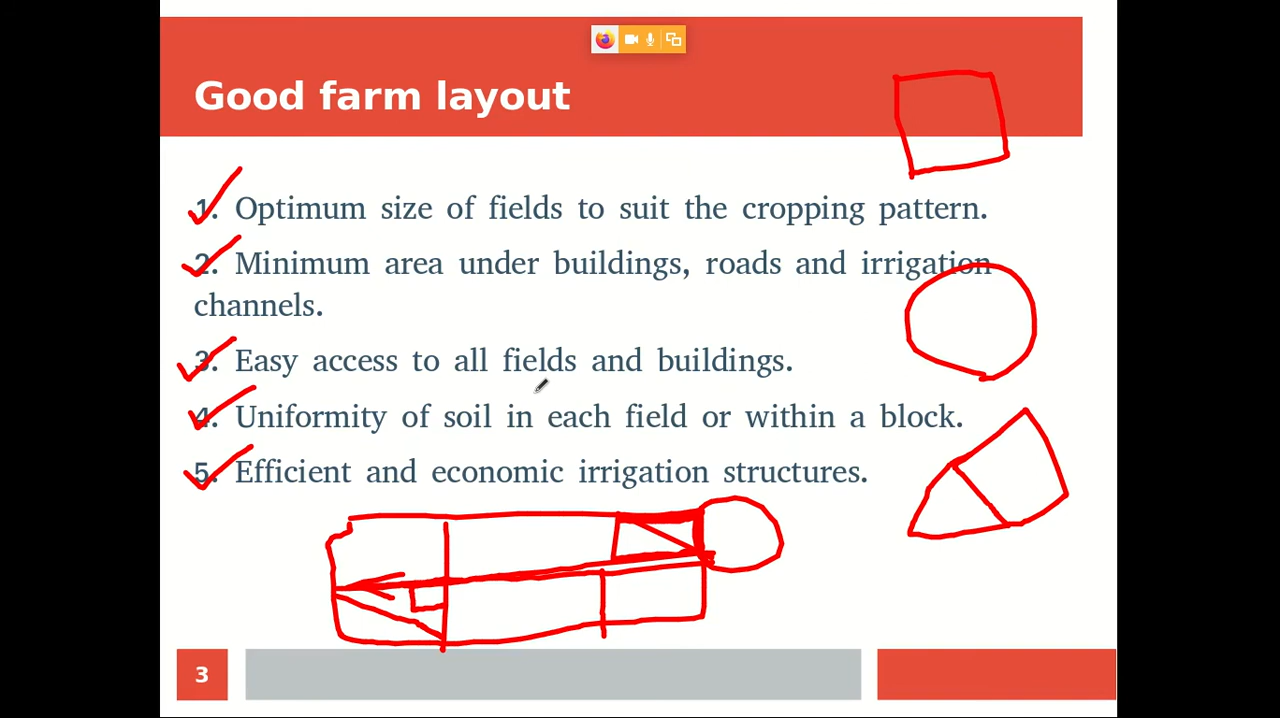 Good farm layout
1. Optimum size of fields to suit the cropping pattern.
2. Minimum area under buildings, roads and irrigation
channels.
3. Easy access to all fields and buildings.
4. Uniformity of soil in each field or within a block.
5. Efficient and economic irrigation structures.
3